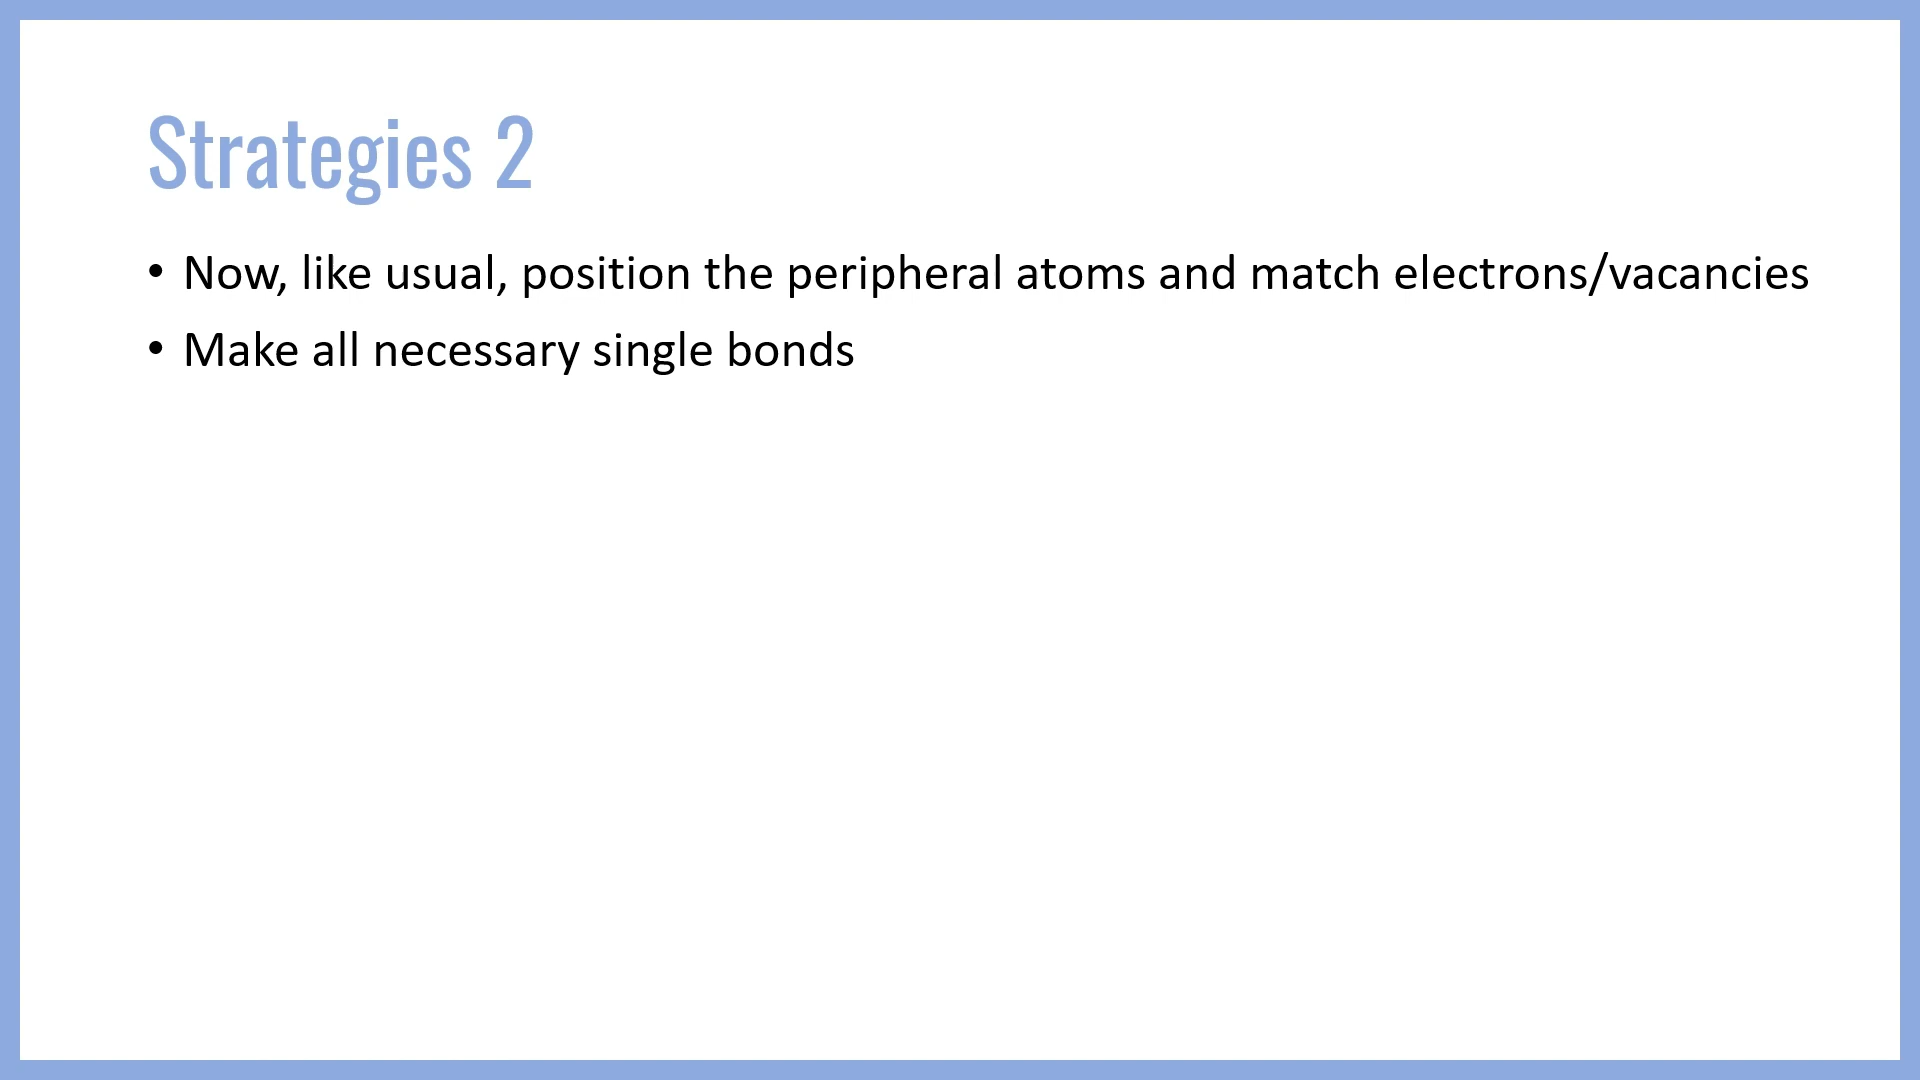 Strategies 2
• Now, like usual, position the peripheral atoms and match electrons/vacancies
• Make all necessary single bonds